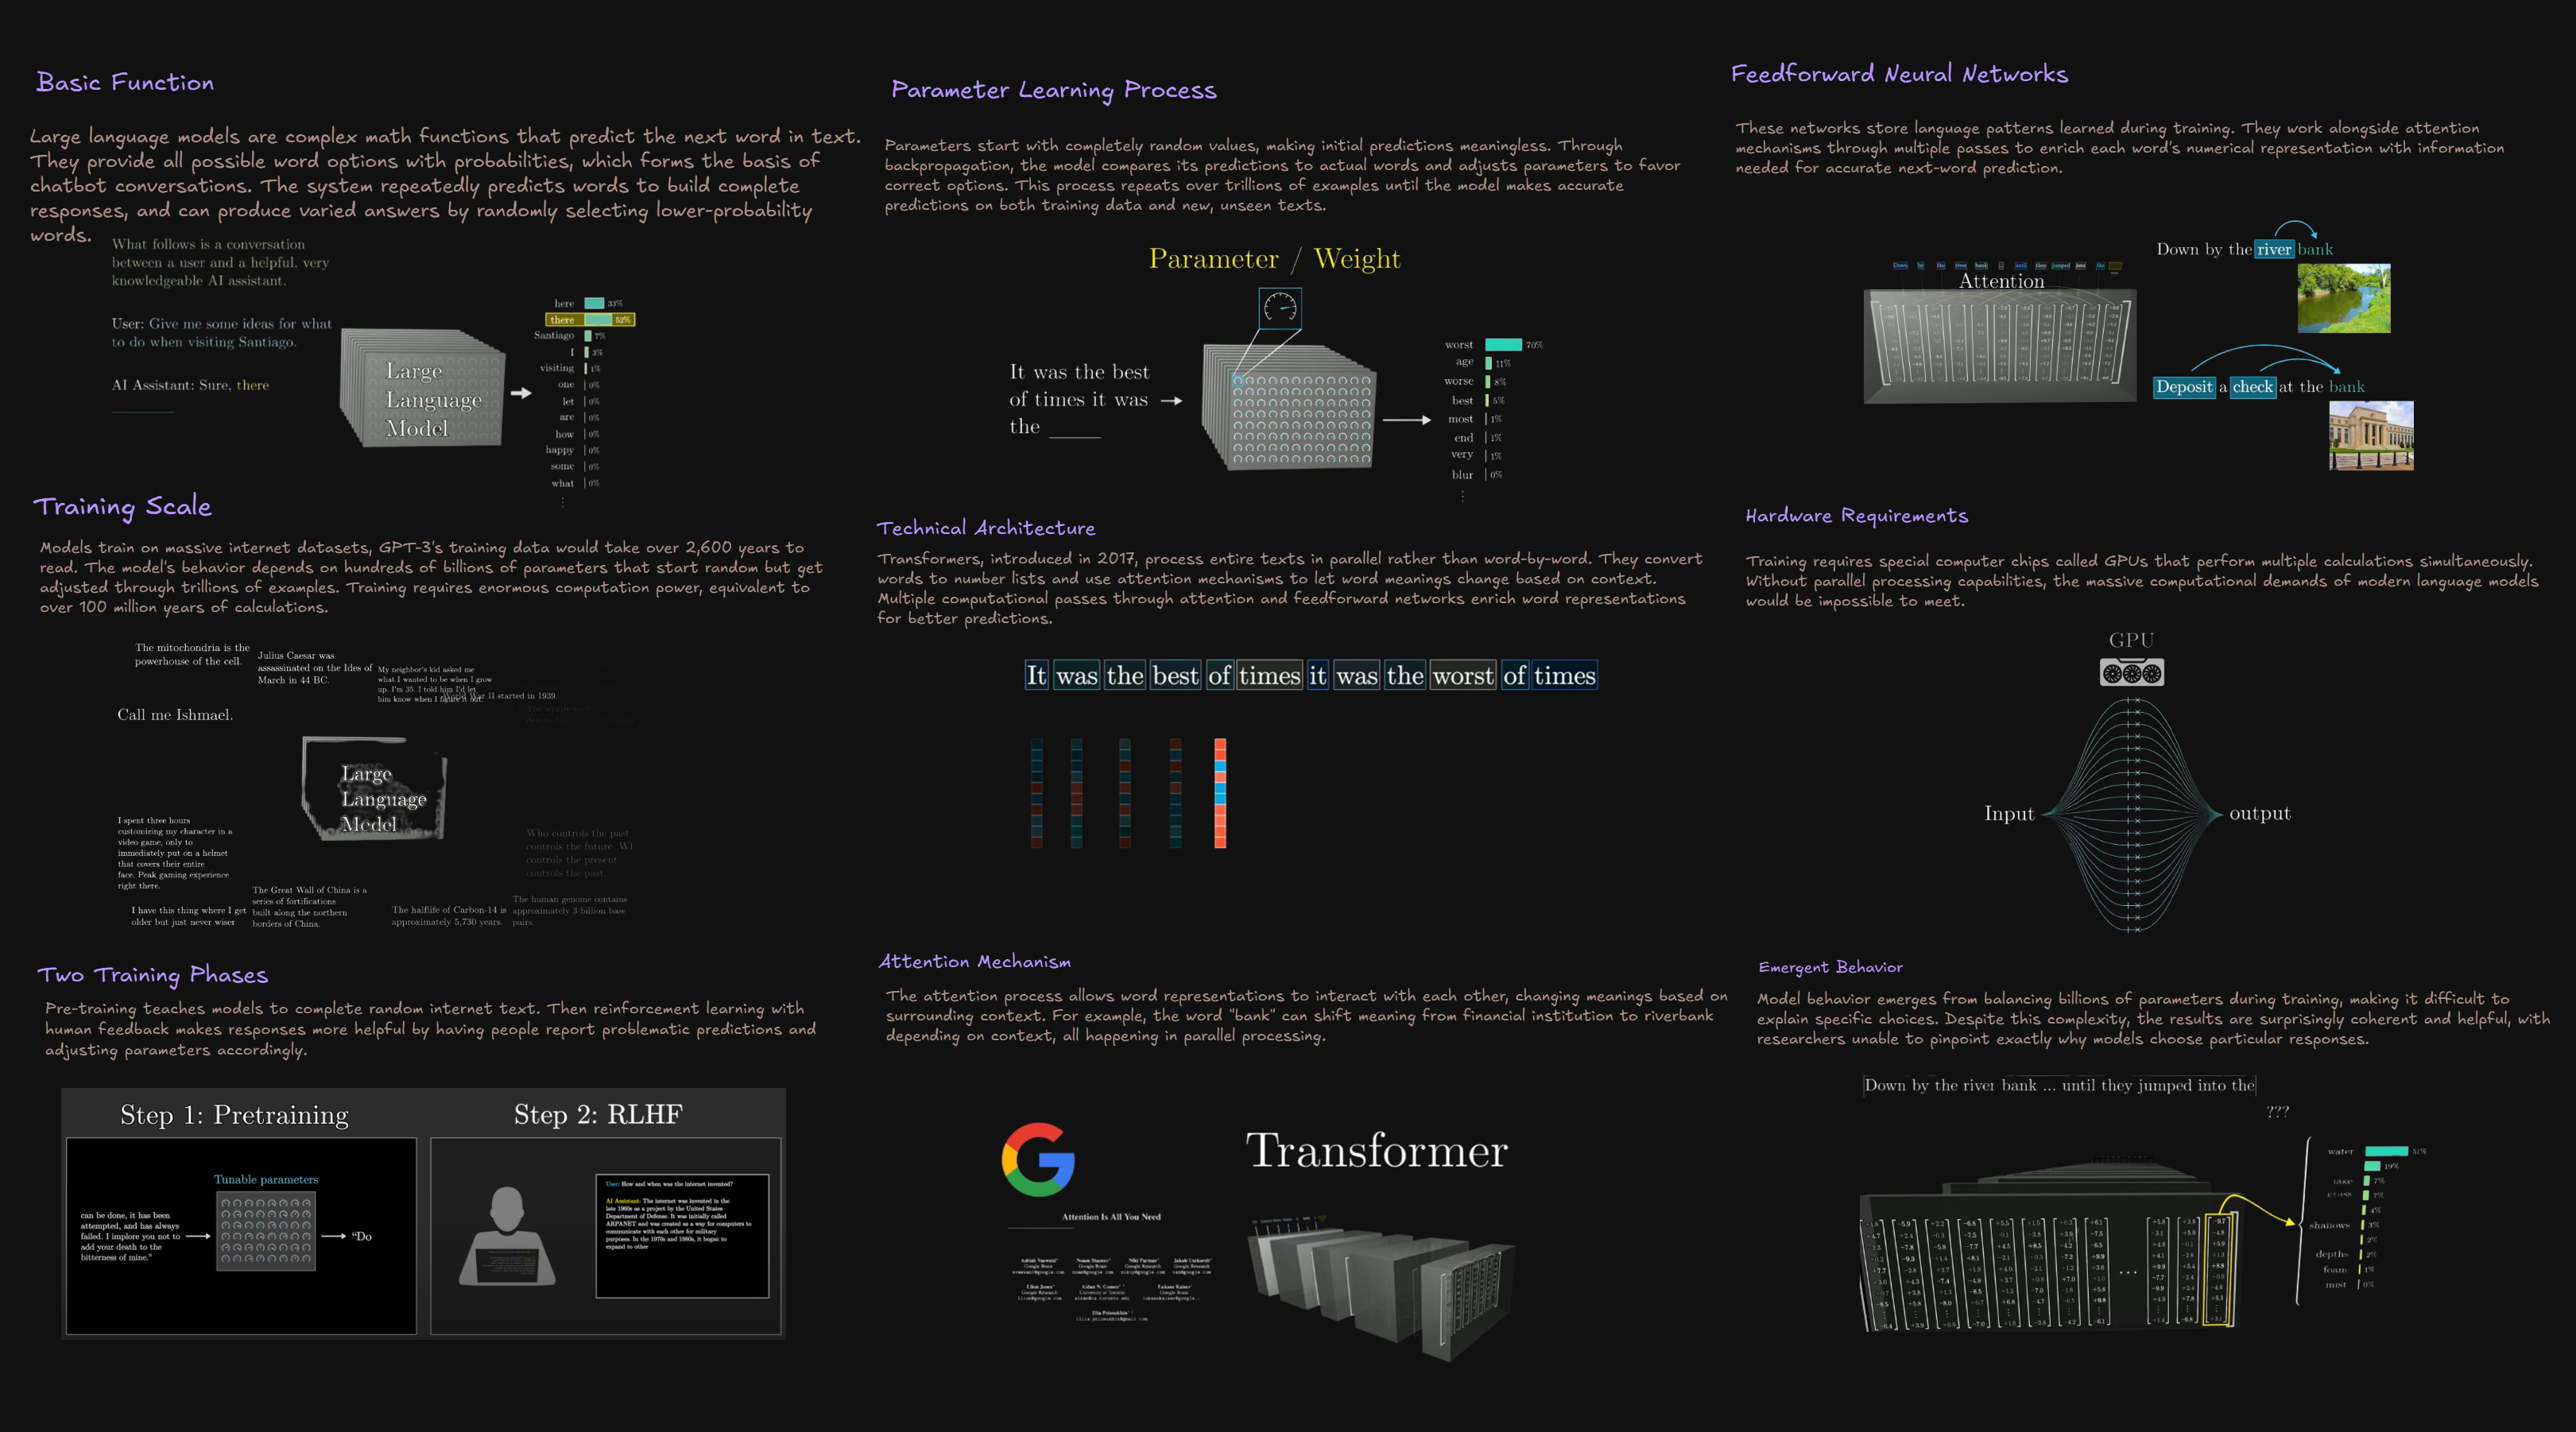 Basic Function
Large language models are complex math functions that predict the next word in text.
They provide all possible word options with probabilities, which forms the basis of
chatbot conversations. The system repeatedly predicts words to build complete
responses, and can produce varied answers by randomly selecting lower-probability
words.
What follows is a conversation
between a user and a helpful, very
knowledgeable AI assistant.
User: Give me some ideas for what
to do when visiting Santiago.
AI Assistant: Sure, there
Large
Language
Model
here 33%
there 52%
Santiago 7%
I 3%
visiting 1%
one 0%
let 0%
are 0%
how 0%
happy 0%
some 0%
what 0%
Training Scale
Models train on massive internet datasets, GPT-3's training data would take over 2,600 years to
read. The model's behavior depends on hundreds of billions of parameters that start random but get
adjusted through trillions of examples. Training requires enormous computation power, equivalent to
over 100 million years of calculations.
The mitochondria is the
powerhouse of the cell.
Julius Caesar was
assassinated on the Ides of
March in 44 BC.
My neighbor's kid asked me
what I wanted to be when I grow
up. I'm 35. I told him I'd let
him know when I figure it out.
World War II started in 1939.
Call me Ishmael.
Large
Language
Model
I spent three hours
customizing my character in a
video game, only to
immediately put on a helmet
that covers their entire
face. Peak gaming experience
right there.
Who controls the past
controls the future. Wh
controls the present
controls the past.
I have this thing where I get
older but just never wiser
The Great Wall of China is a
series of fortifications
built along the northern
borders of China.
The halflife of Carbon-14 is
approximately 5,730 years.
The human genome contains
approximately 3 billion base
pairs.
Two Training Phases
Pre-training teaches models to complete random internet text. Then reinforcement learning with
human feedback makes responses more helpful by having people report problematic predictions and
adjusting parameters accordingly.
Step 1: Pretraining
Tunable parameters
can be done, it has been
attempted, and has always
failed. I implore you not to
add your death to the
bitterness of mine."
"Do
Step 2: RLHF
User: How and when was the internet invented?
AI Assistant: The internet was invented in the
late 1960s as a project by the United States
Department of Defense. It was initially called
ARPANET and was created as a way for computers to
communicate with each other for military
purposes. In the 1970s and 1980s, it began to
expand to other
Parameter Learning Process
Parameters start with completely random values, making initial predictions meaningless. Through
backpropagation, the model compares its predictions to actual words and adjusts parameters to favor
correct options. This process repeats over trillions of examples until the model makes accurate
predictions on both training data and new, unseen texts.
Parameter / Weight
It was the best
of times it was
the
worst 70%
age 11%
worse 8%
best 5%
most 1%
end 1%
very 1%
blur 0%
Technical Architecture
Transformers, introduced in 2017, process entire texts in parallel rather than word-by-word. They convert
words to number lists and use attention mechanisms to let word meanings change based on context.
Multiple computational passes through attention and feedforward networks enrich word representations
for better predictions.
It was the best of times it was the worst of times
Attention Mechanism
The attention process allows word representations to interact with each other, changing meanings based on
surrounding context. For example, the word "bank" can shift meaning from financial institution to riverbank
depending on context, all happening in parallel processing.
Transformer
Attention Is All You Need
Feedforward Neural Networks
These networks store language patterns learned during training. They work alongside attention
mechanisms through multiple passes to enrich each word's numerical representation with information
needed for accurate next-word prediction.
Attention
Down by the river bank
Deposit a check at the bank
Hardware Requirements
Training requires special computer chips called GPUs that perform multiple calculations simultaneously.
Without parallel processing capabilities, the massive computational demands of modern language models
would be impossible to meet.
GPU
Input
output
Emergent Behavior
Model behavior emerges from balancing billions of parameters during training, making it difficult to
explain specific choices. Despite this complexity, the results are surprisingly coherent and helpful, with
researchers unable to pinpoint exactly why models choose particular responses.
Down by the river bank ... until they jumped into the
???
water 51%
19%
7%
7%
4%
3%
2%
depths 2%
foam 1%
mist 0%